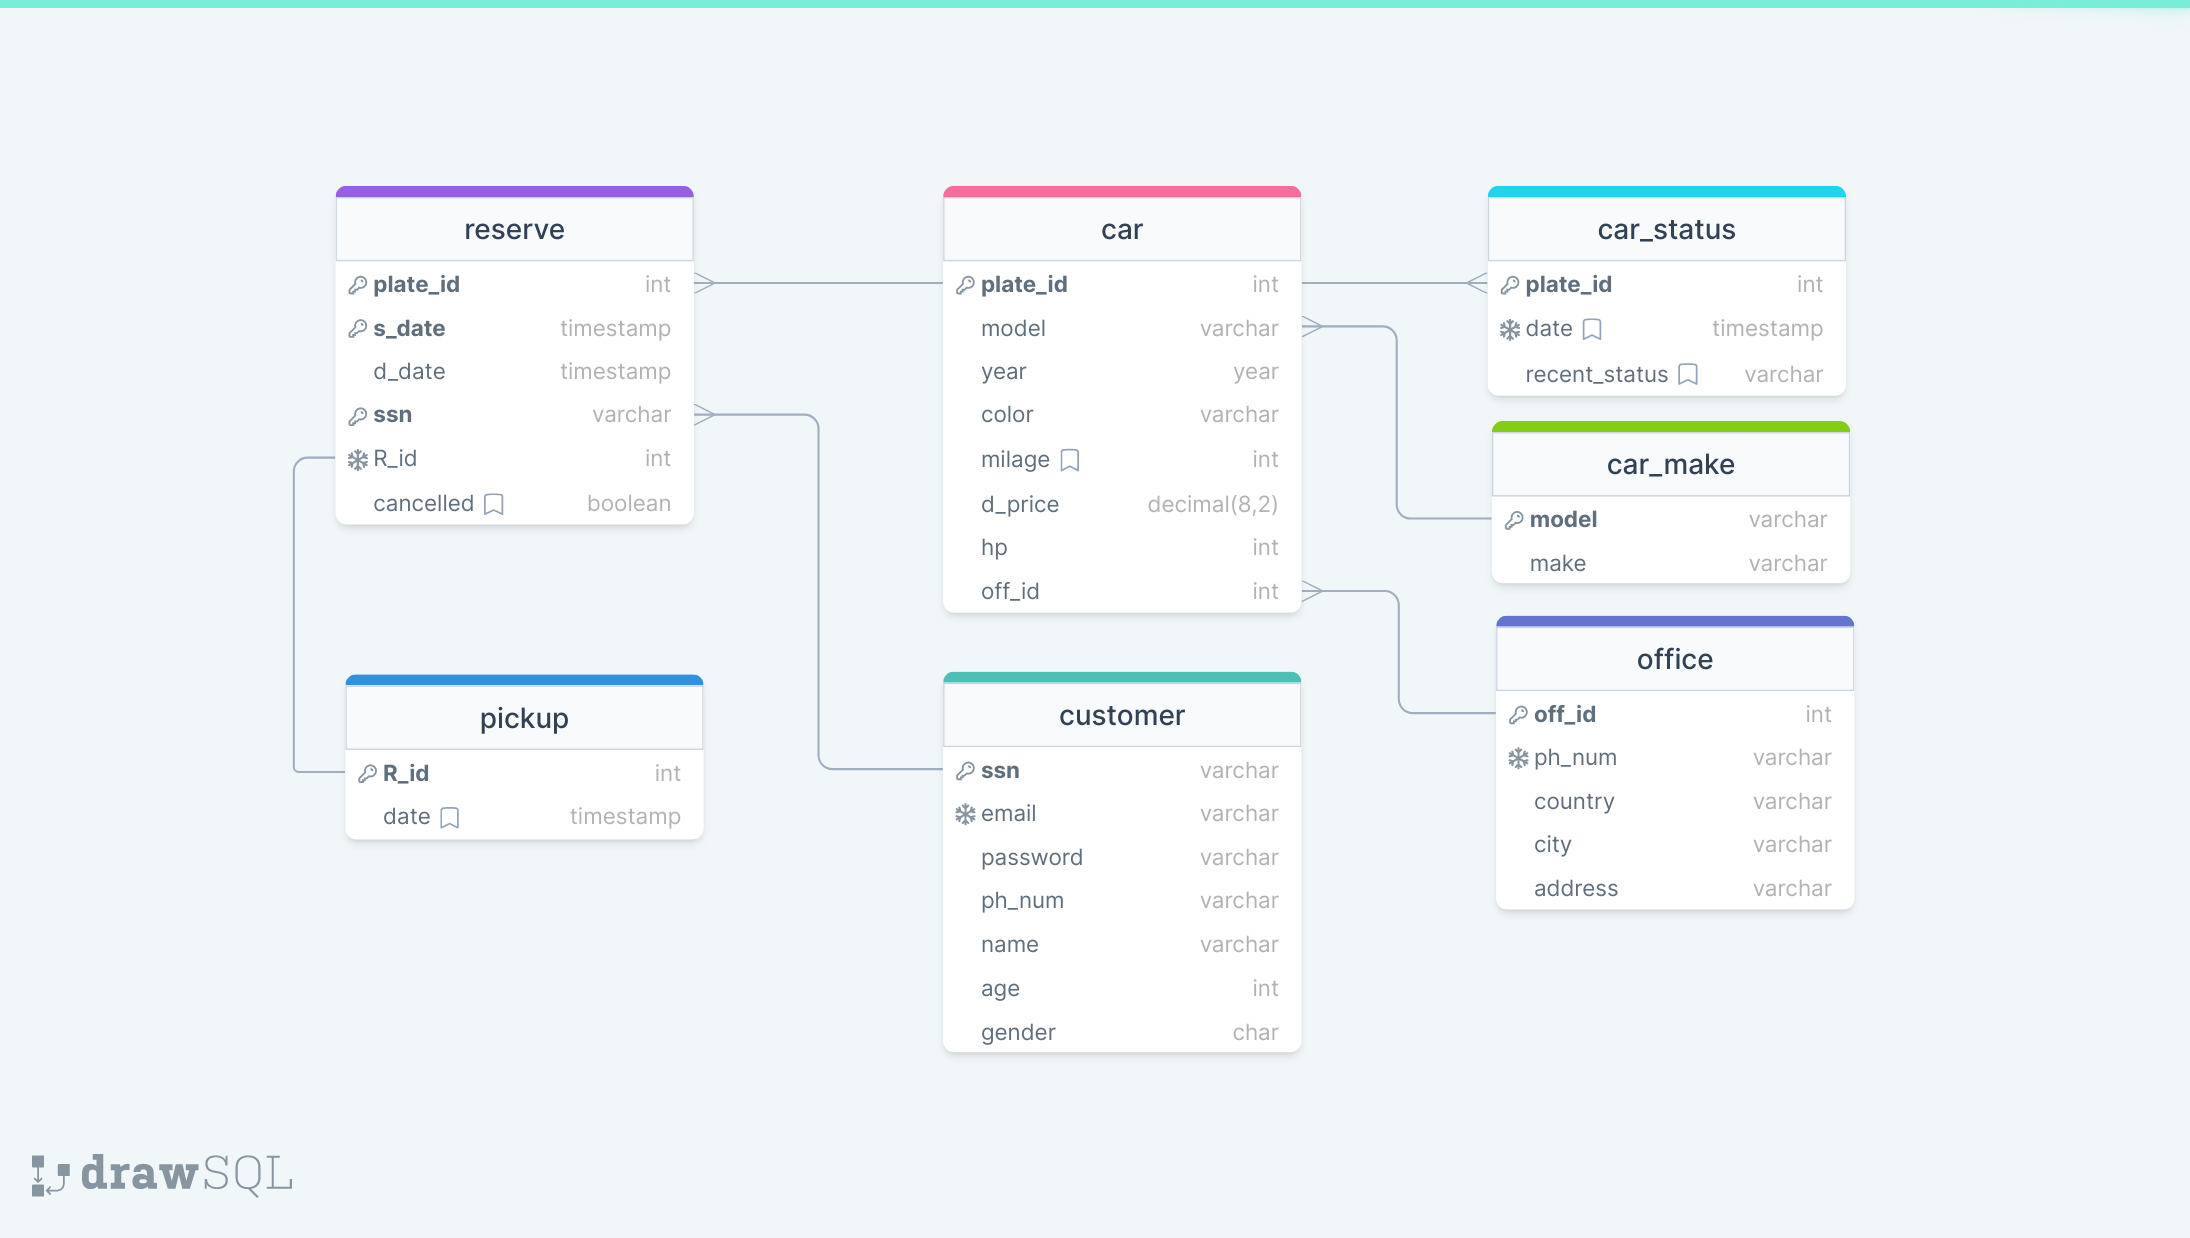 reserve
plate_id int
s_date timestamp
d_date timestamp
ssn varchar
R_id int
cancelled boolean
car
plate_id int
model varchar
year year
color varchar
milage int
d_price decimal(8,2)
hp int
off_id int
car_status
plate_id int
date timestamp
recent_status varchar
car_make
model varchar
make varchar
office
off_id int
ph_num varchar
country varchar
city varchar
address varchar
pickup
R_id int
date timestamp
customer
ssn varchar
email varchar
password varchar
ph_num varchar
name varchar
age int
gender char
drawSQL